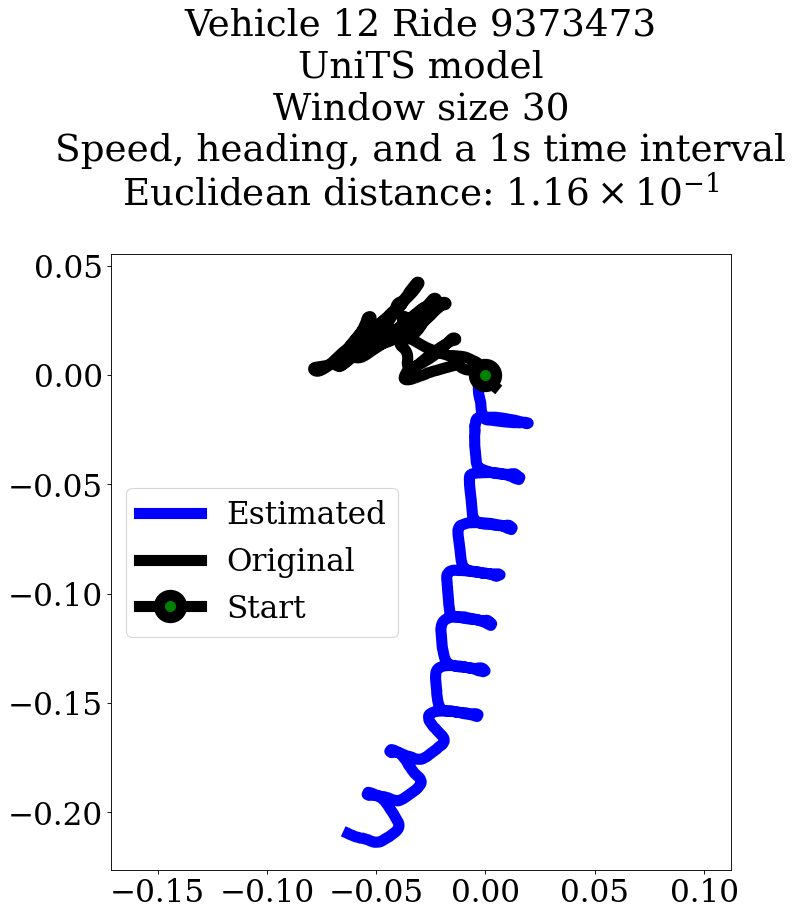 Vehicle 12 Ride 9373473
UniTS model
Window size 30
Speed, heading, and a 1s time interval
Euclidean distance: 1.16 × 10⁻¹
0.05
0.00
−0.05
−0.10
−0.15
−0.20
Estimated
Original
Start
−0.15 −0.10 −0.05 0.00 0.05 0.10